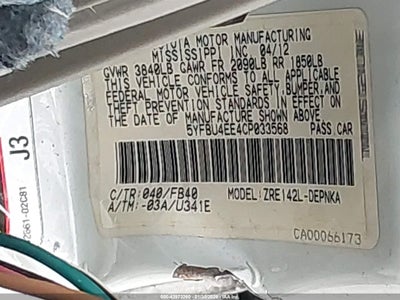 TOYOTA MOTOR MANUFACTURING
MISSISSIPPI INC. 04/12
GVWR 3840LB GAWR FR 2090LB RR 1850LB
THIS VEHICLE CONFORMS TO ALL APPLICABLE
FEDERAL MOTOR VEHICLE SAFETY, BUMPER, AND
THEFT PREVENTION STANDARDS IN EFFECT ON
THE DATE OF MANUFACTURE SHOWN ABOVE.
5YFBU4EE4CP033568 PASS CAR
C/TR:040/FB40 MODEL:ZRE142L-DEPNKA
A/TM:-03A/U341E
CA00066173
J3